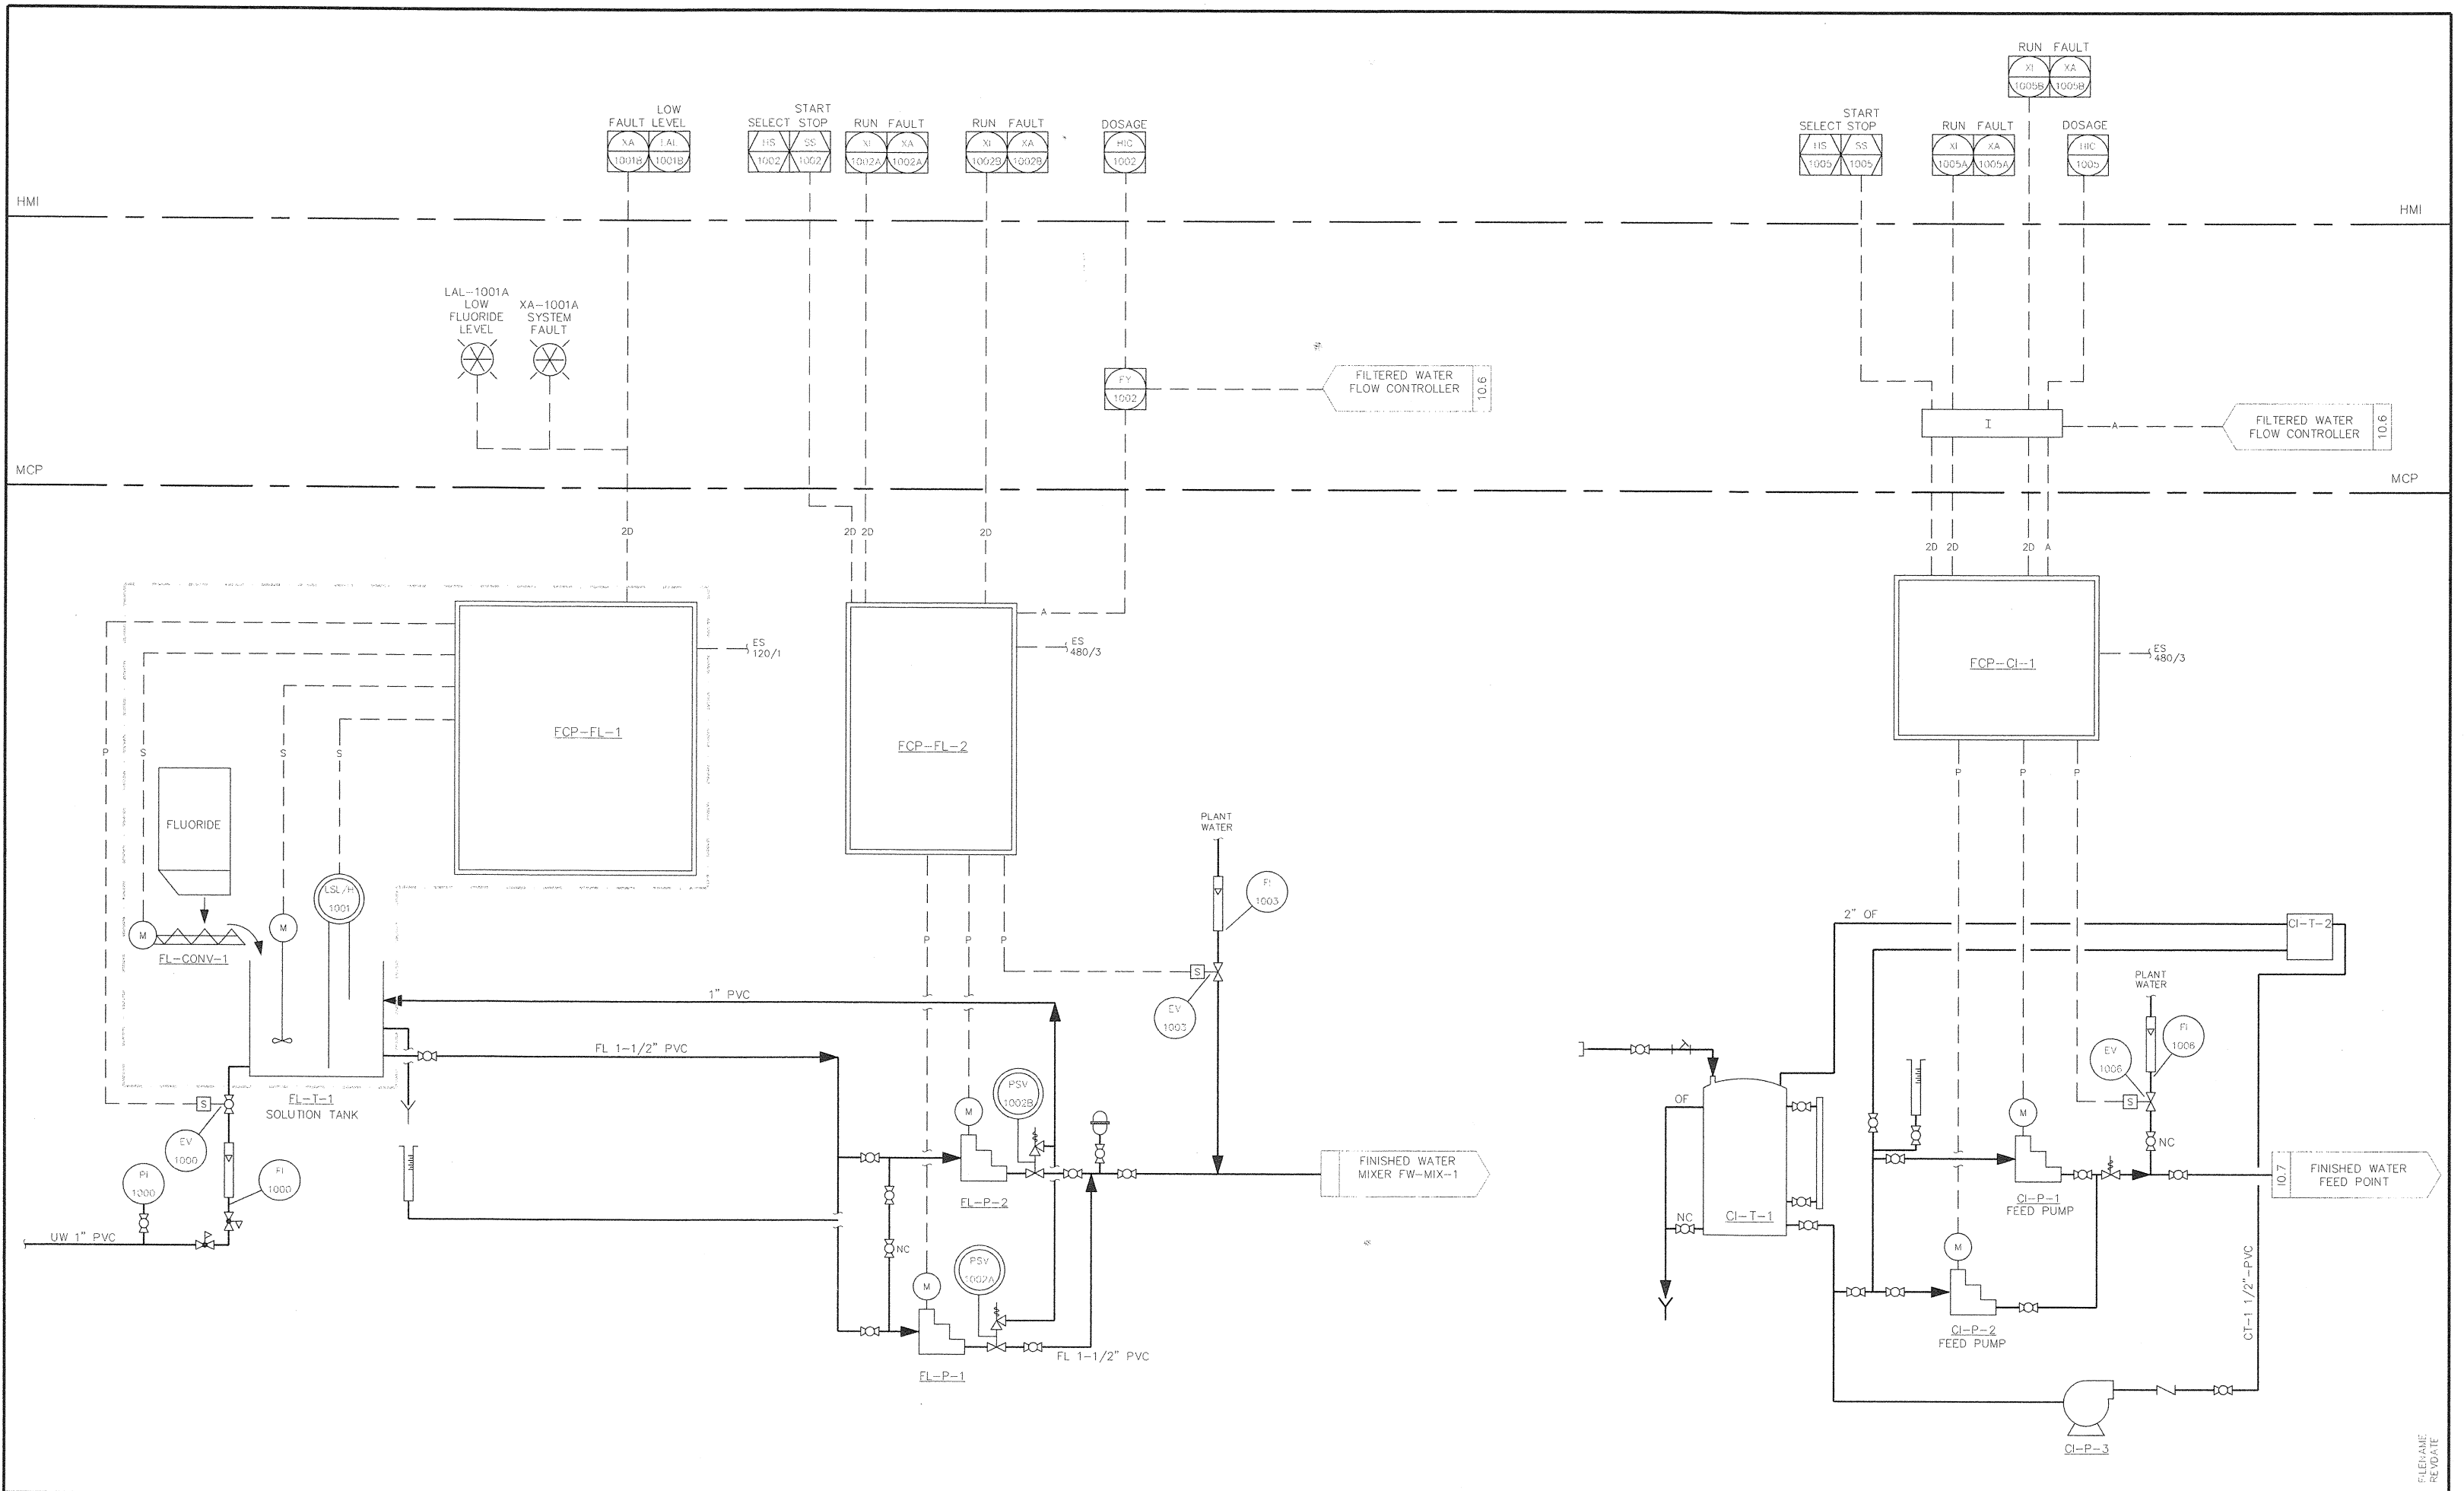 RUN FAULT
XI
1005B
XA
1005B
LOW
FAULT LEVEL
XA
1001B
LAL
1001B
START
SELECT STOP
HS
1002
SS
1002
RUN FAULT
XI
1002A
XA
1002A
RUN FAULT
XI
1002B
XA
1002B
DOSAGE
HIC
1002
START
SELECT STOP
HS
1005
SS
1005
RUN FAULT
XI
1005A
XA
1005A
DOSAGE
HIC
1005
HMI
HMI
LAL-1001A
LOW
FLUORIDE
LEVEL
XA-1001A
SYSTEM
FAULT
FY
1002
FILTERED WATER
FLOW CONTROLLER
10.6
I
A
FILTERED WATER
FLOW CONTROLLER
10.6
MCP
MCP
2D
2D 2D
2D
2D 2D
2D A
A
ES
120/1
ES
480/3
ES
480/3
FCP-FL-1
FCP-FL-2
FCP-CI-1
P
S
S
S
P
P
P
P
P
P
FLUORIDE
LSL/H
1001
M
M
FL-CONV-1
PLANT
WATER
FI
1003
S
EV
1003
1" PVC
FL 1-1/2" PVC
FL-T-1
SOLUTION TANK
S
EV
1000
PI
1000
FI
1000
UW 1" PVC
PSV
1002B
M
FL-P-2
NC
PSV
1002A
M
FL-P-1
FL 1-1/2" PVC
FINISHED WATER
MIXER FW-MIX-1
2" OF
CI-T-2
PLANT
WATER
FI
1006
EV
1006
S
NC
OF
NC
CI-T-1
M
CI-P-1
FEED PUMP
M
CI-P-2
FEED PUMP
10.7
FINISHED WATER
FEED POINT
CT-1 1/2"-PVC
CI-P-3
FILENAME
REVDATE